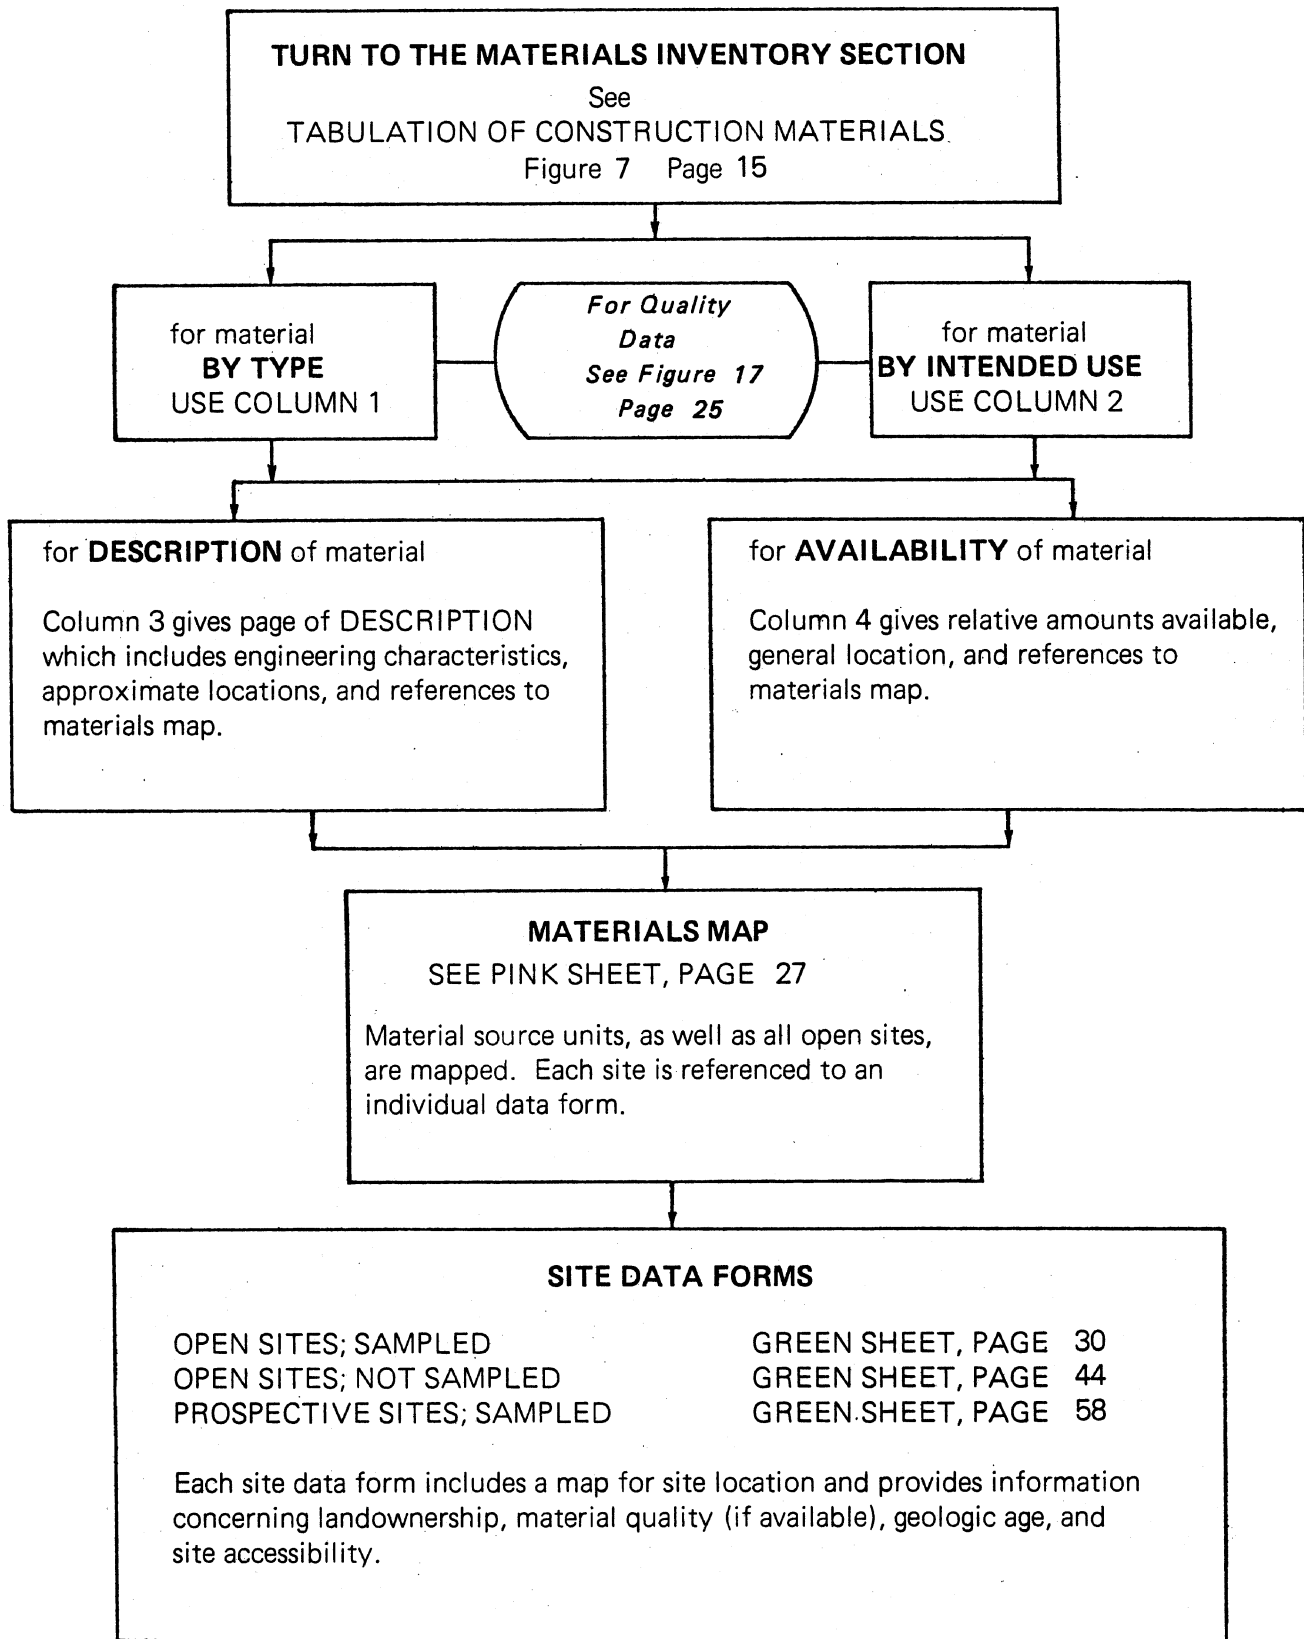 TURN TO THE MATERIALS INVENTORY SECTION
See
TABULATION OF CONSTRUCTION MATERIALS
Figure 7 Page 15
for material
BY TYPE
USE COLUMN 1
For Quality
Data
See Figure 17
Page 25
for material
BY INTENDED USE
USE COLUMN 2
for DESCRIPTION of material
Column 3 gives page of DESCRIPTION
which includes engineering characteristics,
approximate locations, and references to
materials map.
for AVAILABILITY of material
Column 4 gives relative amounts available,
general location, and references to
materials map.
MATERIALS MAP
SEE PINK SHEET, PAGE 27
Material source units, as well as all open sites,
are mapped. Each site is referenced to an
individual data form.
SITE DATA FORMS
OPEN SITES; SAMPLED GREEN SHEET, PAGE 30
OPEN SITES; NOT SAMPLED GREEN SHEET, PAGE 44
PROSPECTIVE SITES; SAMPLED GREEN SHEET, PAGE 58
Each site data form includes a map for site location and provides information
concerning landownership, material quality (if available), geologic age, and
site accessibility.